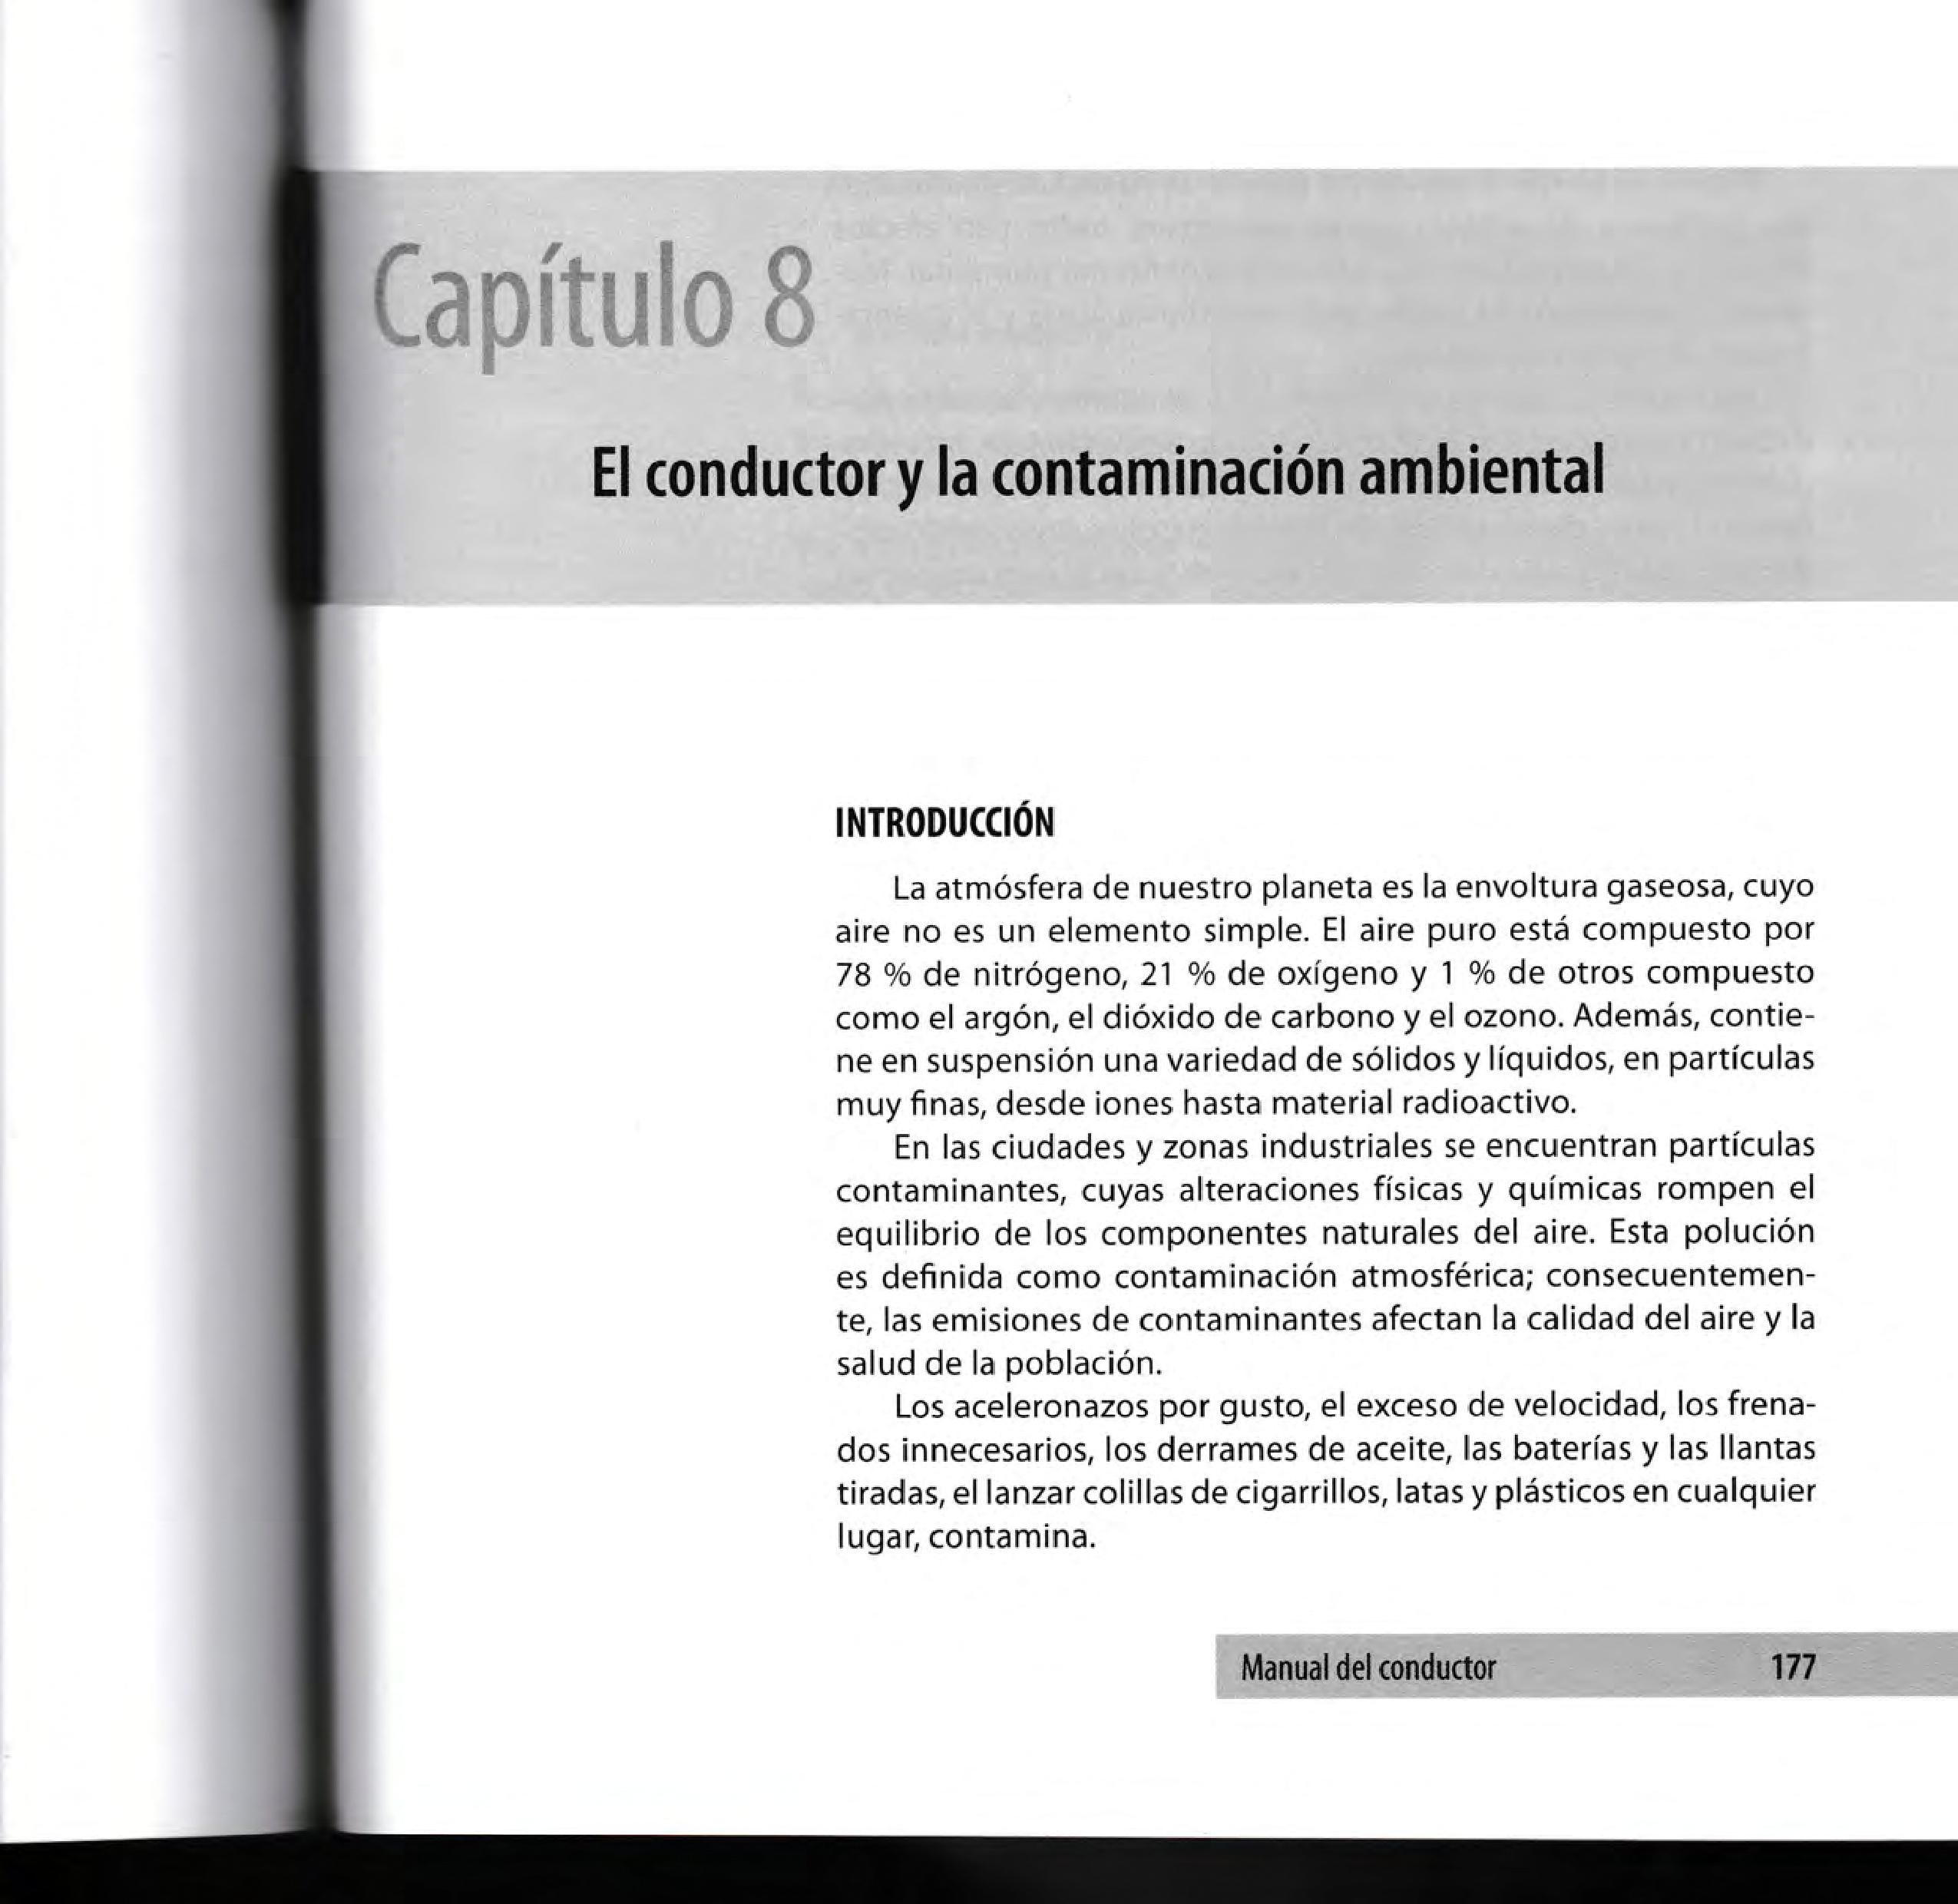 Capítulo 8
El conductor y la contaminación ambiental
INTRODUCCIÓN
La atmósfera de nuestro planeta es la envoltura gaseosa, cuyo
aire no es un elemento simple. El aire puro está compuesto por
78 % de nitrógeno, 21 % de oxígeno y 1 % de otros compuesto
como el argón, el dióxido de carbono y el ozono. Además, contie-
ne en suspensión una variedad de sólidos y líquidos, en partículas
muy finas, desde iones hasta material radioactivo.
En las ciudades y zonas industriales se encuentran partículas
contaminantes, cuyas alteraciones físicas y químicas rompen el
equilibrio de los componentes naturales del aire. Esta polución
es definida como contaminación atmosférica; consecuentemen-
te, las emisiones de contaminantes afectan la calidad del aire y la
salud de la población.
Los aceleronazos por gusto, el exceso de velocidad, los frena-
dos innecesarios, los derrames de aceite, las baterías y las llantas
tiradas, el lanzar colillas de cigarrillos, latas y plásticos en cualquier
lugar, contamina.
Manual del conductor 177